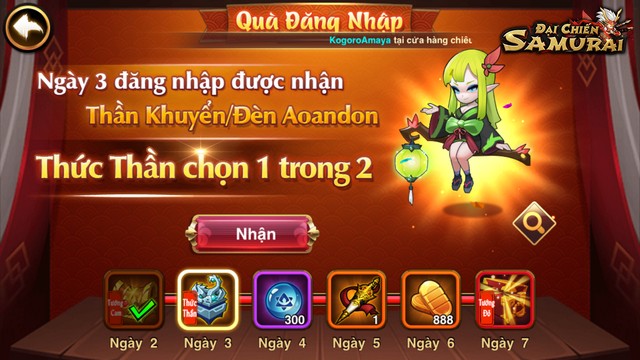 Quà Đăng Nhập
KogoroAmaya tại cửa hàng chiêu
ĐẠI CHIẾN
SAMURAI
Ngày 3 đăng nhập được nhận
Thần Khuyển/Đèn Aoandon
Thức Thần chọn 1 trong 2
Nhận
Tướng
Cam
Thức
Thần
300
1
888
Tướng
Đỏ
Ngày 2
Ngày 3
Ngày 4
Ngày 5
Ngày 6
Ngày 7